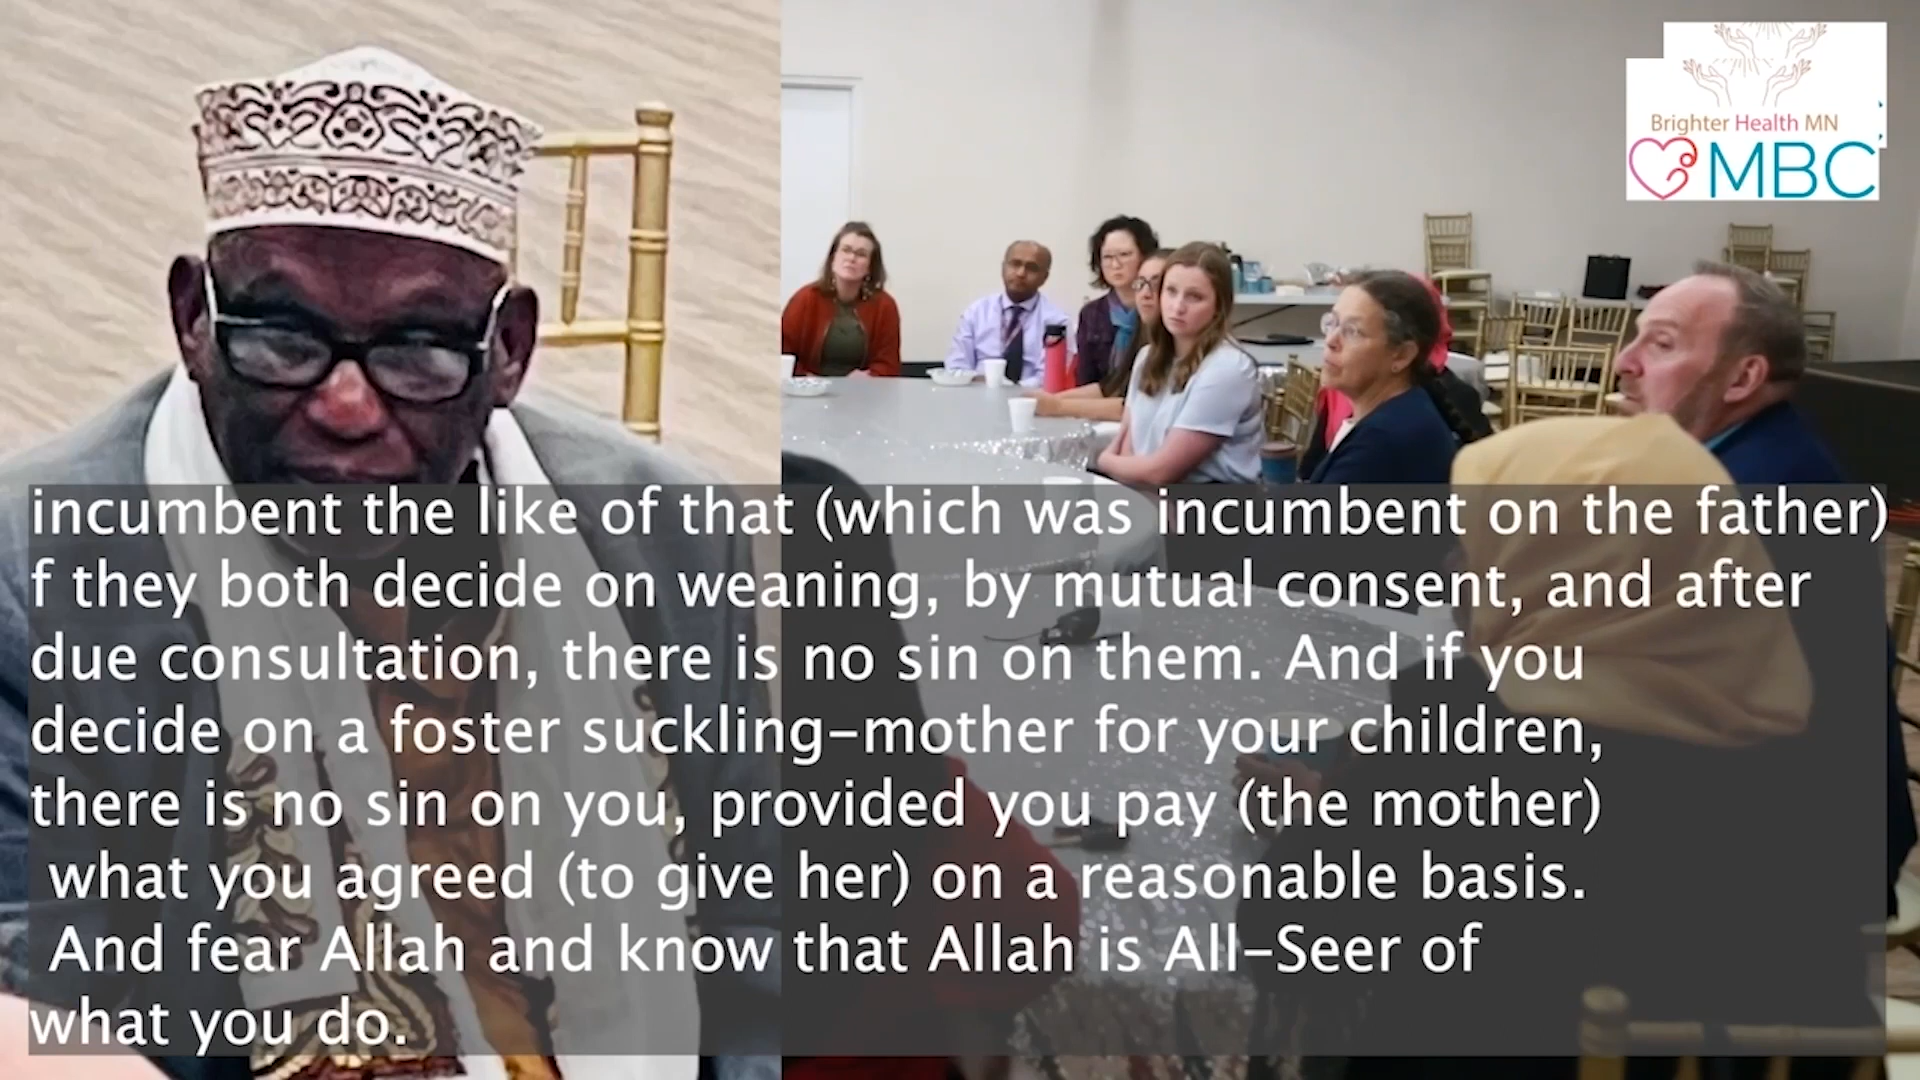 Brighter Health MN
MBC
incumbent the like of that (which was incumbent on the father)
f they both decide on weaning, by mutual consent, and after
due consultation, there is no sin on them. And if you
decide on a foster suckling-mother for your children,
there is no sin on you, provided you pay (the mother)
what you agreed (to give her) on a reasonable basis.
And fear Allah and know that Allah is All-Seer of
what you do.